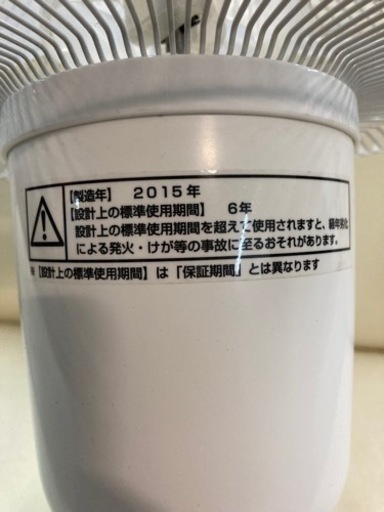 【製造年】 2015年
【設計上の標準使用期間】 6年
設計上の標準使用期間を超えて使用されますと、経年劣化
による発火・けが等の事故に至るおそれがあります。
※【設計上の標準使用期間】は「保証期間」とは異なります